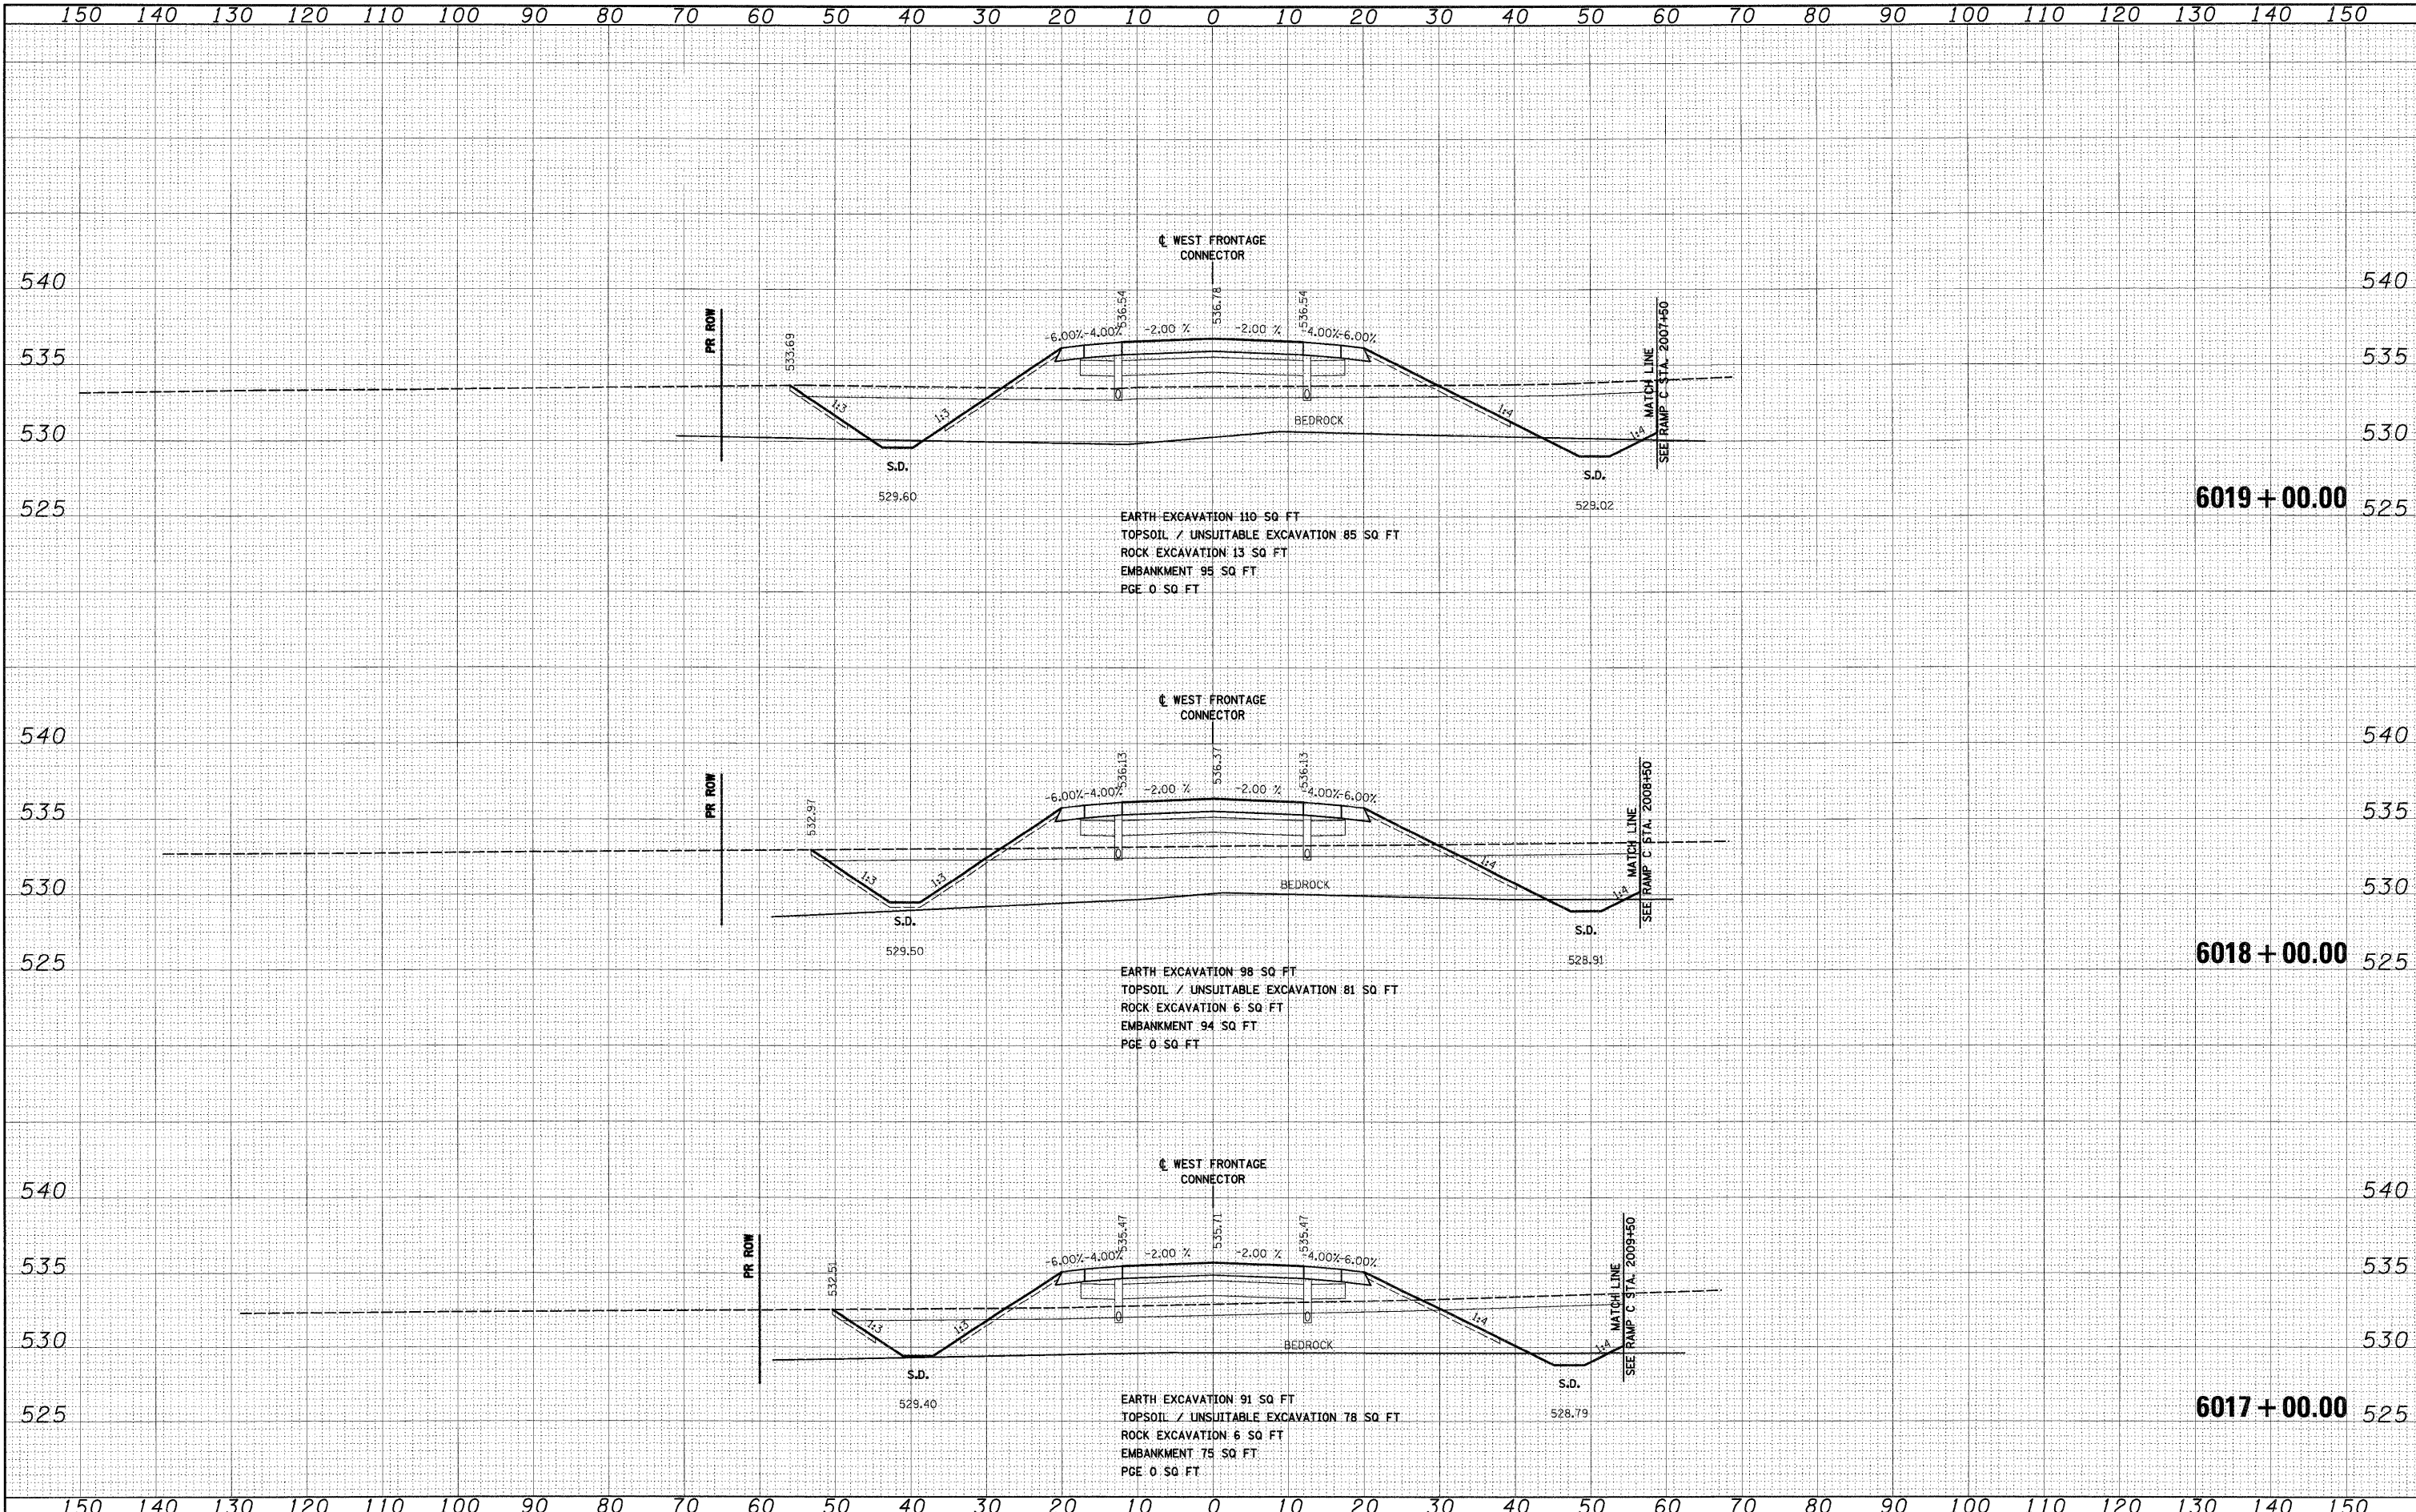 150 140 130 120 110 100 90 80 70 60 50 40 30 20 10 0 10 20 30 40 50 60 70 80 90 100 110 120 130 140 150
℄ WEST FRONTAGE
CONNECTOR
540 540
PR ROW
533.69
536.54
536.78
536.54
-6.00% -4.00% -2.00 % -2.00 % -4.00% -6.00%
535 535
MATCH LINE
SEE RAMP C STA. 2007+50
1:3 1:3 1:4 1:4
BEDROCK
530 530
S.D. S.D.
529.60 529.02
6019 + 00.00
525 525
EARTH EXCAVATION 110 SQ FT
TOPSOIL / UNSUITABLE EXCAVATION 85 SQ FT
ROCK EXCAVATION 13 SQ FT
EMBANKMENT 95 SQ FT
PGE 0 SQ FT
℄ WEST FRONTAGE
CONNECTOR
540 540
PR ROW
532.97
536.13
536.37
536.13
-6.00% -4.00% -2.00 % -2.00 % -4.00% -6.00%
535 535
MATCH LINE
SEE RAMP C STA. 2008+50
1:3 1:3 1:4 1:4
BEDROCK
530 530
S.D. S.D.
529.50 528.91
6018 + 00.00
525 525
EARTH EXCAVATION 98 SQ FT
TOPSOIL / UNSUITABLE EXCAVATION 81 SQ FT
ROCK EXCAVATION 6 SQ FT
EMBANKMENT 94 SQ FT
PGE 0 SQ FT
℄ WEST FRONTAGE
CONNECTOR
540 540
PR ROW
532.51
535.47
535.71
535.47
-6.00% -4.00% -2.00 % -2.00 % -4.00% -6.00%
535 535
MATCH LINE
SEE RAMP C STA. 2009+50
1:3 1:3 1:4 1:4
BEDROCK
530 530
S.D. S.D.
529.40 528.79
6017 + 00.00
525 525
EARTH EXCAVATION 91 SQ FT
TOPSOIL / UNSUITABLE EXCAVATION 78 SQ FT
ROCK EXCAVATION 6 SQ FT
EMBANKMENT 75 SQ FT
PGE 0 SQ FT
150 140 130 120 110 100 90 80 70 60 50 40 30 20 10 0 10 20 30 40 50 60 70 80 90 100 110 120 130 140 150